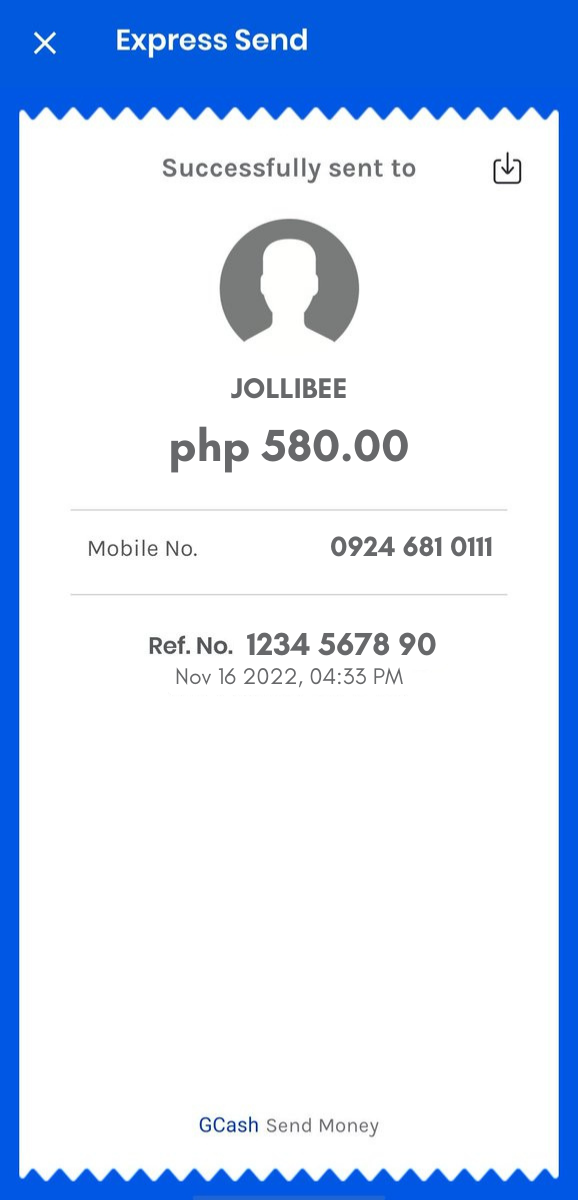 Express Send
Successfully sent to
JOLLIBEE
php 580.00
Mobile No. 0924 681 0111
Ref. No. 1234 5678 90
Nov 16 2022, 04:33 PM
GCash Send Money